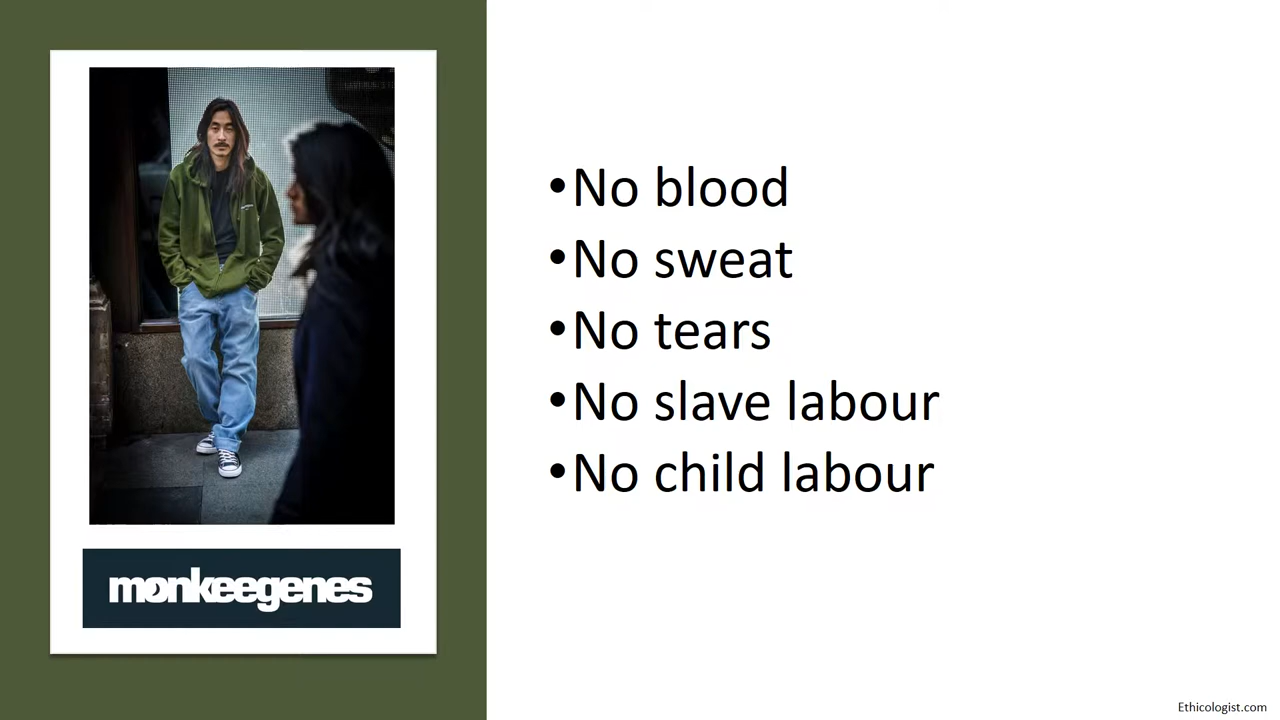 •No blood
•No sweat
•No tears
•No slave labour
•No child labour
monkeegenes
Ethicologist.com